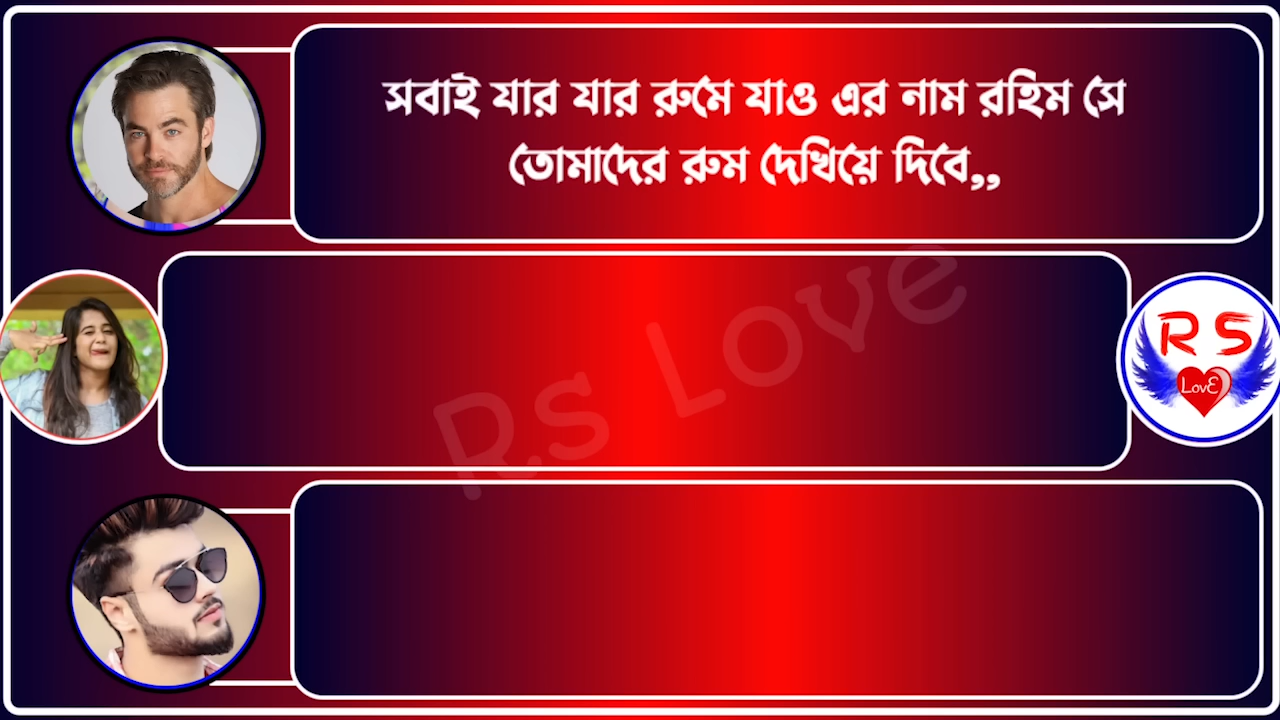 সবাই যার যার রুমে যাও এর নাম রহিম সে
তোমাদের রুম দেখিয়ে দিবে,,
Rs Love
R S
LovE